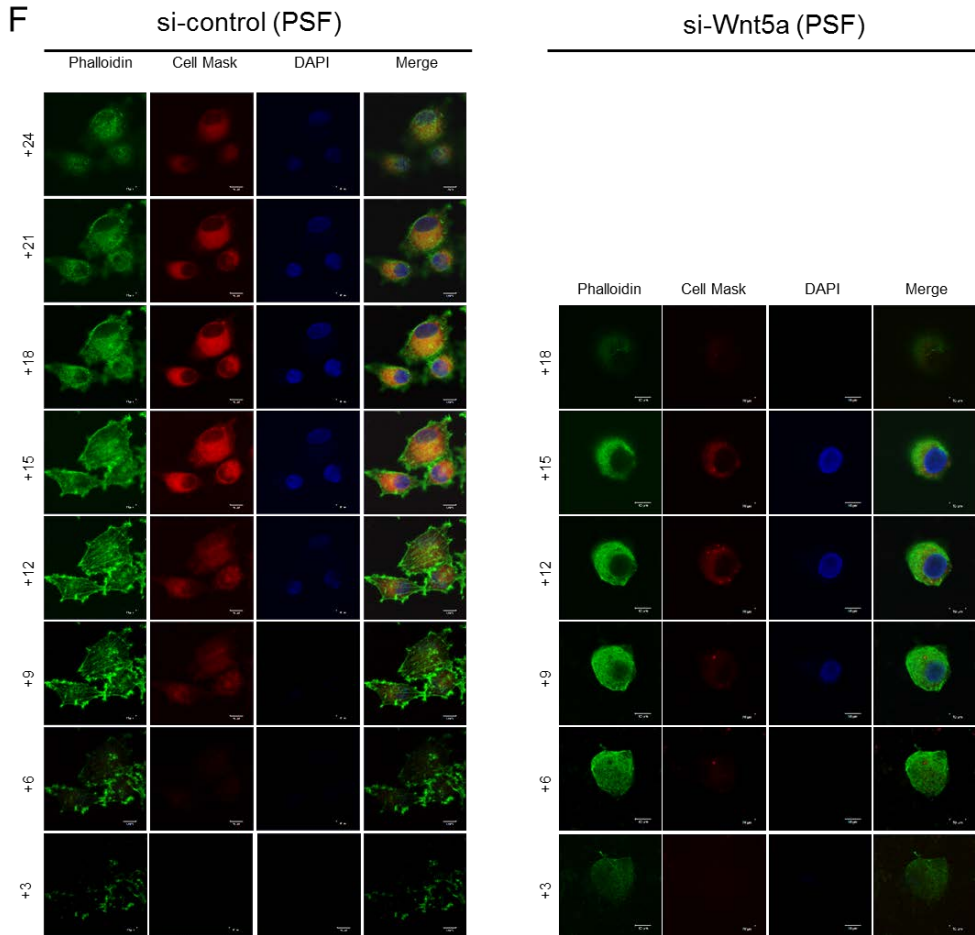 F
si-control (PSF)
si-Wnt5a (PSF)
Phalloidin Cell Mask DAPI Merge
+24
+21
+18
+15
+12
+9
+6
+3
Phalloidin Cell Mask DAPI Merge
+18
+15
+12
+9
+6
+3